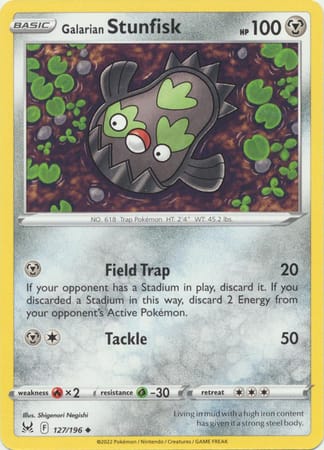 BASIC Galarian Stunfisk HP 100
NO. 618 Trap Pokémon HT. 2'4" WT. 45.2 lbs.
Field Trap 20
If your opponent has a Stadium in play, discard it. If you
discarded a Stadium in this way, discard 2 Energy from
your opponent's Active Pokémon.
Tackle 50
weakness ×2 resistance -30 retreat
Illus. Shigenori Negishi
F 127/196
Living in mud with a high iron content
has given it a strong steel body.
©2022 Pokémon / Nintendo / Creatures / GAME FREAK